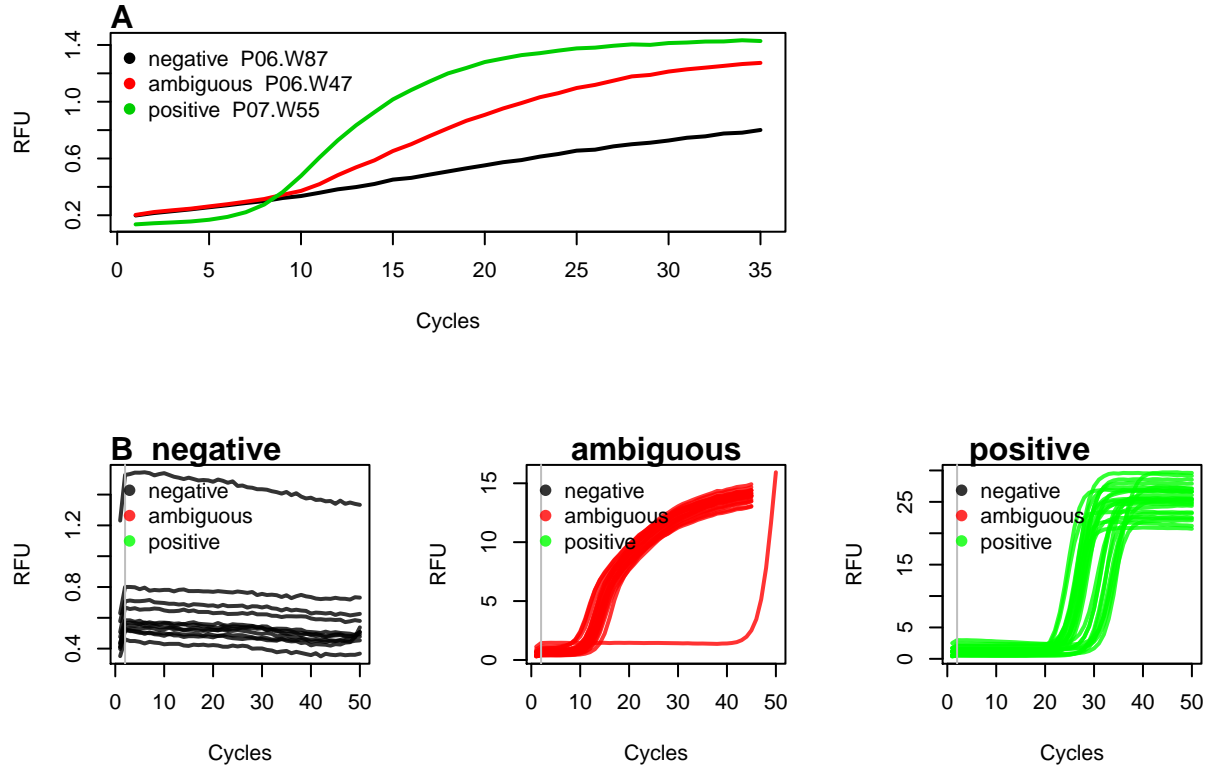 A
negative P06.W87
ambiguous P06.W47
positive P07.W55
RFU
0.2 0.6 1.0 1.4
0 5 10 15 20 25 30 35
Cycles
B negative
negative
ambiguous
positive
RFU
0.4 0.8 1.2
0 10 20 30 40 50
Cycles
ambiguous
negative
ambiguous
positive
RFU
0 5 10 15
0 10 20 30 40 50
Cycles
positive
negative
ambiguous
positive
RFU
0 5 15 25
0 10 20 30 40 50
Cycles